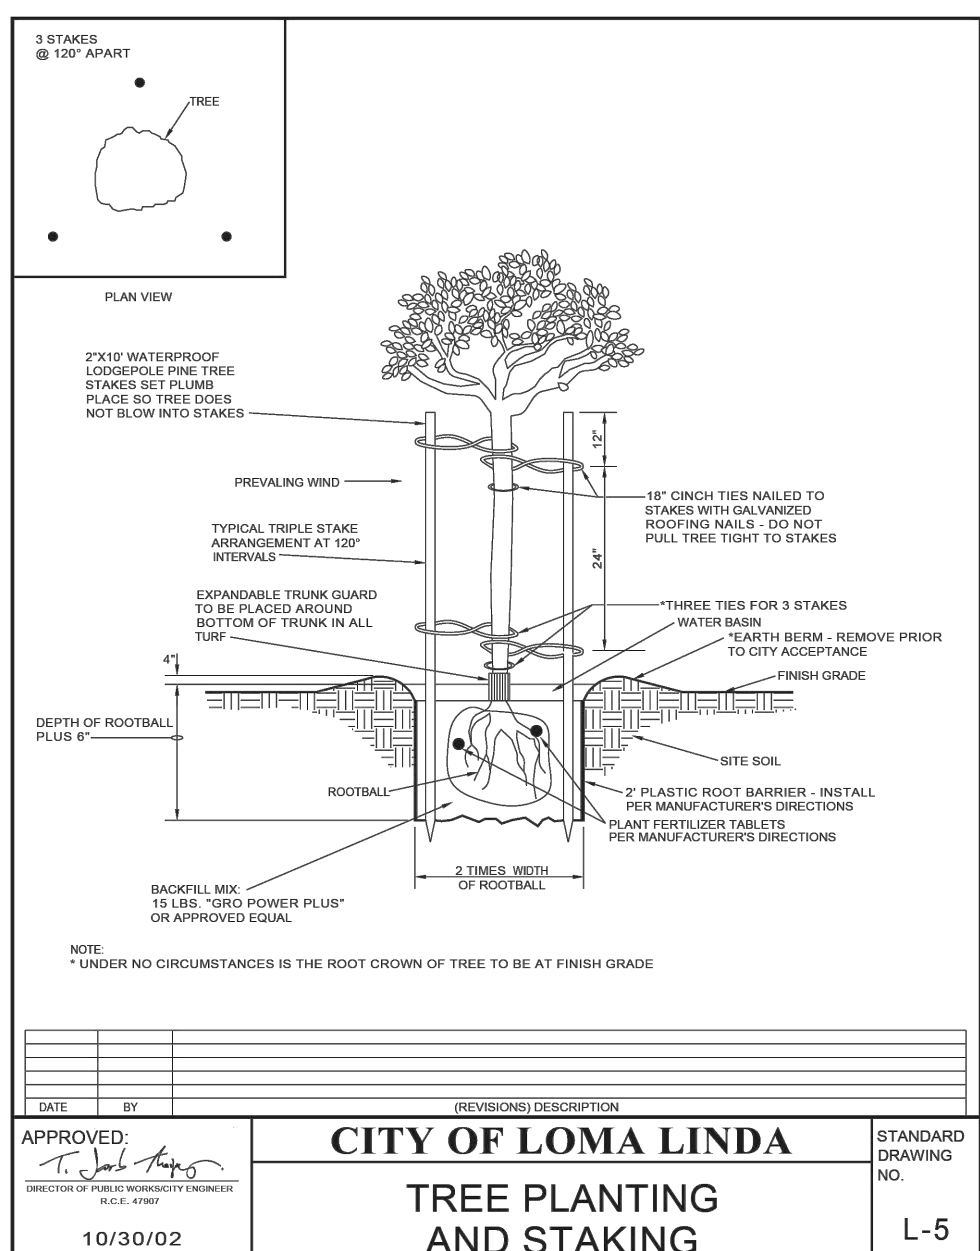 3 STAKES
@ 120° APART
TREE
PLAN VIEW
2"X10' WATERPROOF
LODGEPOLE PINE TREE
STAKES SET PLUMB
PLACE SO TREE DOES
NOT BLOW INTO STAKES
12"
PREVALING WIND
18" CINCH TIES NAILED TO
STAKES WITH GALVANIZED
ROOFING NAILS - DO NOT
PULL TREE TIGHT TO STAKES
TYPICAL TRIPLE STAKE
ARRANGEMENT AT 120°
INTERVALS
24"
EXPANDABLE TRUNK GUARD
TO BE PLACED AROUND
BOTTOM OF TRUNK IN ALL
TURF
*THREE TIES FOR 3 STAKES
WATER BASIN
*EARTH BERM - REMOVE PRIOR
TO CITY ACCEPTANCE
4"
FINISH GRADE
DEPTH OF ROOTBALL
PLUS 6"
SITE SOIL
ROOTBALL
2' PLASTIC ROOT BARRIER - INSTALL
PER MANUFACTURER'S DIRECTIONS
PLANT FERTILIZER TABLETS
PER MANUFACTURER'S DIRECTIONS
2 TIMES WIDTH
OF ROOTBALL
BACKFILL MIX:
15 LBS. "GRO POWER PLUS"
OR APPROVED EQUAL
NOTE:
* UNDER NO CIRCUMSTANCES IS THE ROOT CROWN OF TREE TO BE AT FINISH GRADE
DATE BY (REVISIONS) DESCRIPTION
APPROVED:
DIRECTOR OF PUBLIC WORKS/CITY ENGINEER
R.C.E. 47907
10/30/02
CITY OF LOMA LINDA
TREE PLANTING
AND STAKING
STANDARD
DRAWING
NO.
L-5